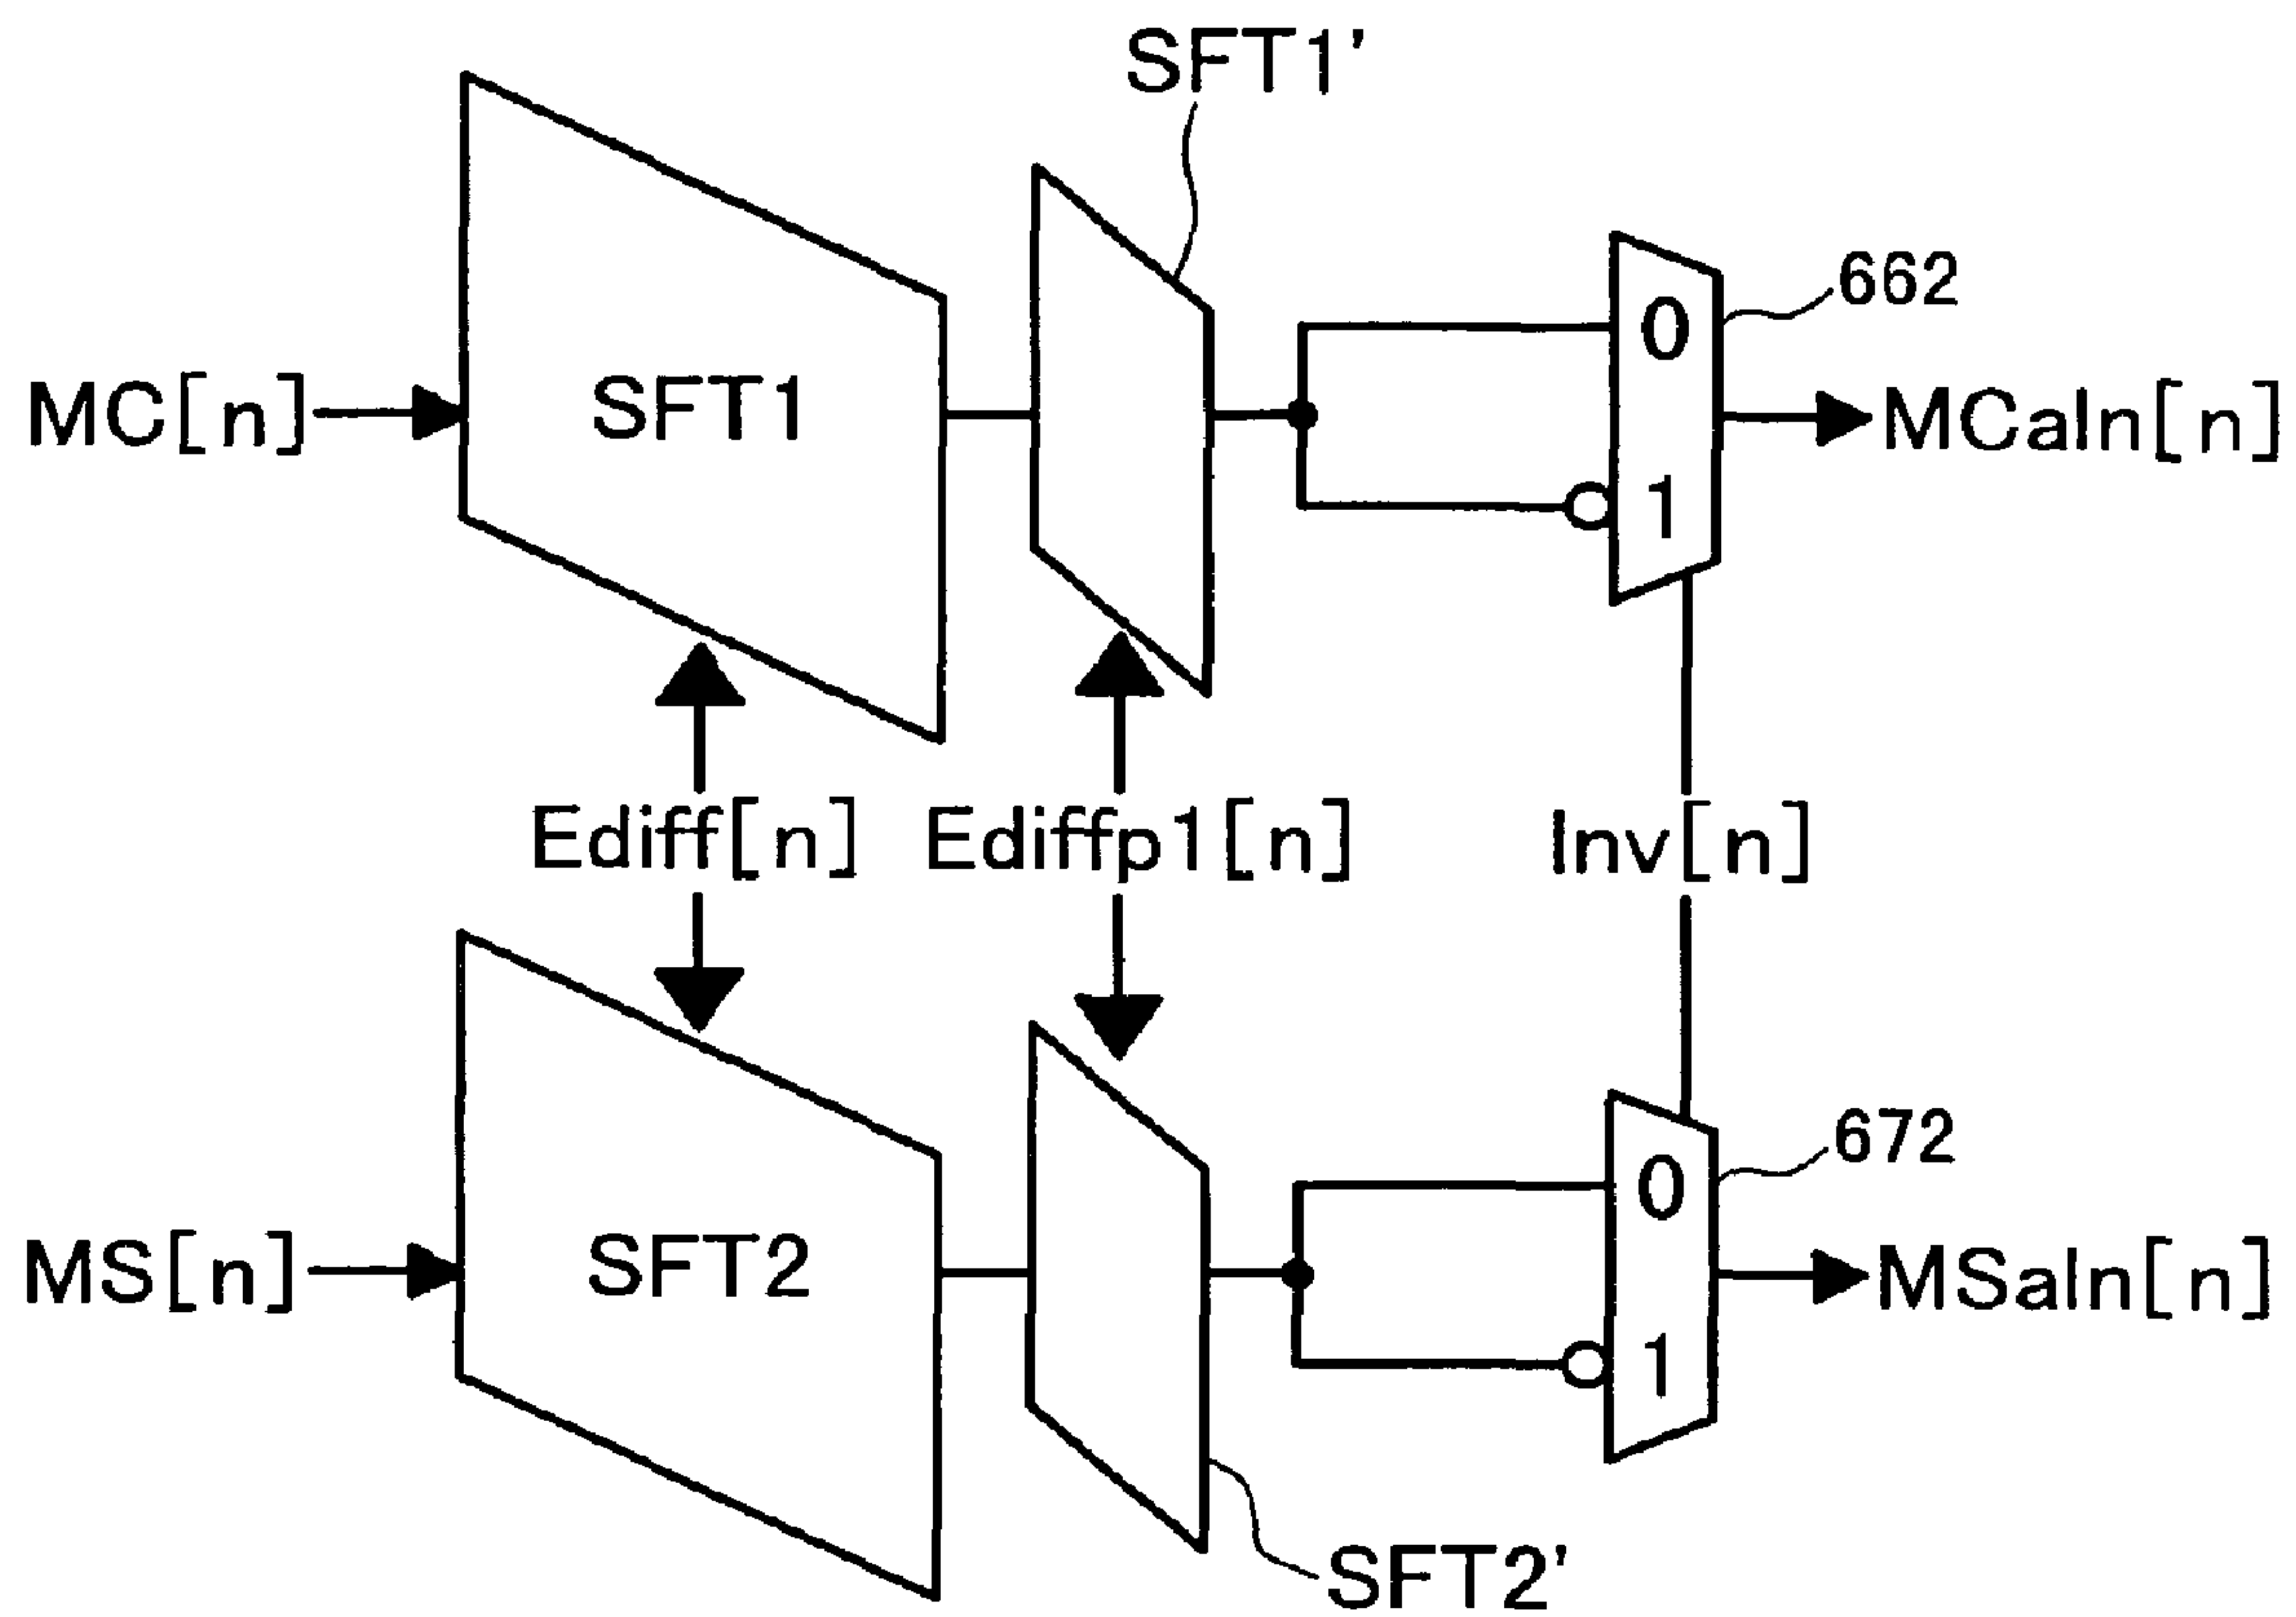 SFT1'
662
0
SFT1
MC[n]
MCaln[n]
1
Ediff[n]
Ediffp1[n]
Inv[n]
672
0
SFT2
MS[n]
MSaln[n]
1
SFT2'